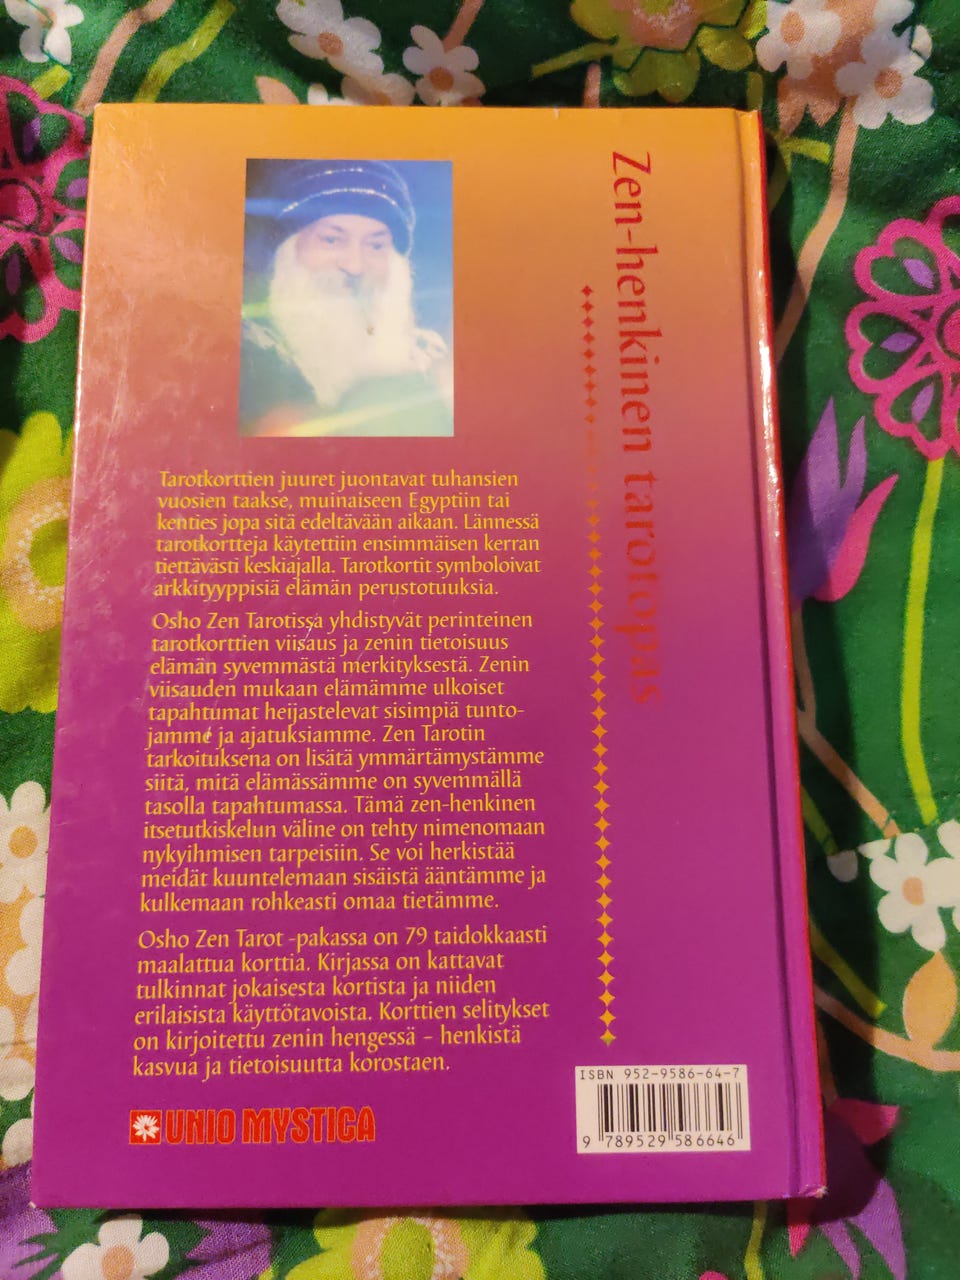 Zen-henkinen tarotopas
Tarotkorttien juuret juontavat tuhansien
vuosien taakse, muinaiseen Egyptiin tai
kenties jopa sitä edeltävään aikaan. Lännessä
tarotkortteja käytettiin ensimmäisen kerran
tiettävästi keskiajalla. Tarotkortit symboloivat
arkkityyppisiä elämän perustotuuksia.
Osho Zen Tarotissa yhdistyvät perinteinen
tarotkorttien viisaus ja zenin tietoisuus
elämän syvemmästä merkityksestä. Zenin
viisauden mukaan elämämme ulkoiset
tapahtumat heijastelevat sisimpiä tunto-
jamme ja ajatuksiamme. Zen Tarotin
tarkoituksena on lisätä ymmärtämystämme
siitä, mitä elämässämme on syvemmällä
tasolla tapahtumassa. Tämä zen-henkinen
itsetutkiskelun väline on tehty nimenomaan
nykyihmisen tarpeisiin. Se voi herkistää
meidät kuuntelemaan sisäistä ääntämme ja
kulkemaan rohkeasti omaa tietämme.
Osho Zen Tarot -pakassa on 79 taidokkaasti
maalattua korttia. Kirjassa on kattavat
tulkinnat jokaisesta kortista ja niiden
erilaisista käyttötavoista. Korttien selitykset
on kirjoitettu zenin hengessä – henkistä
kasvua ja tietoisuutta korostaen.
UNIO MYSTICA
ISBN 952-9586-64-7
9 789529 586646